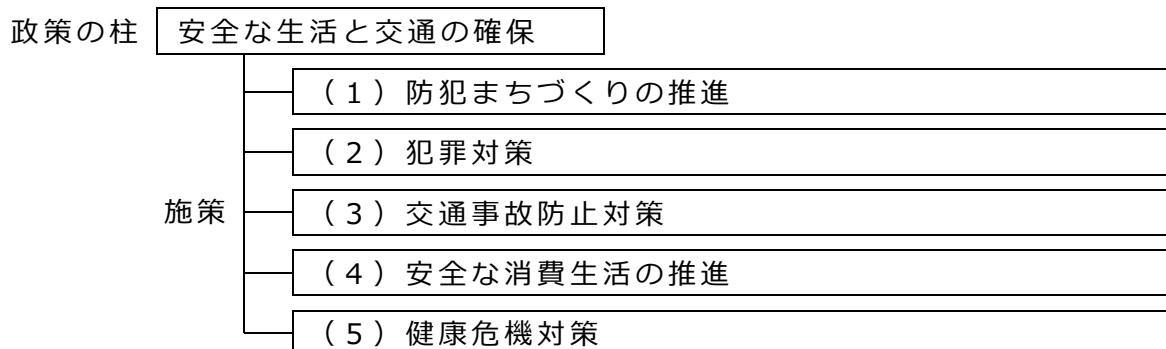 政策の柱 安全な生活と交通の確保
（１）防犯まちづくりの推進
（２）犯罪対策
施策 （３）交通事故防止対策
（４）安全な消費生活の推進
（５）健康危機対策